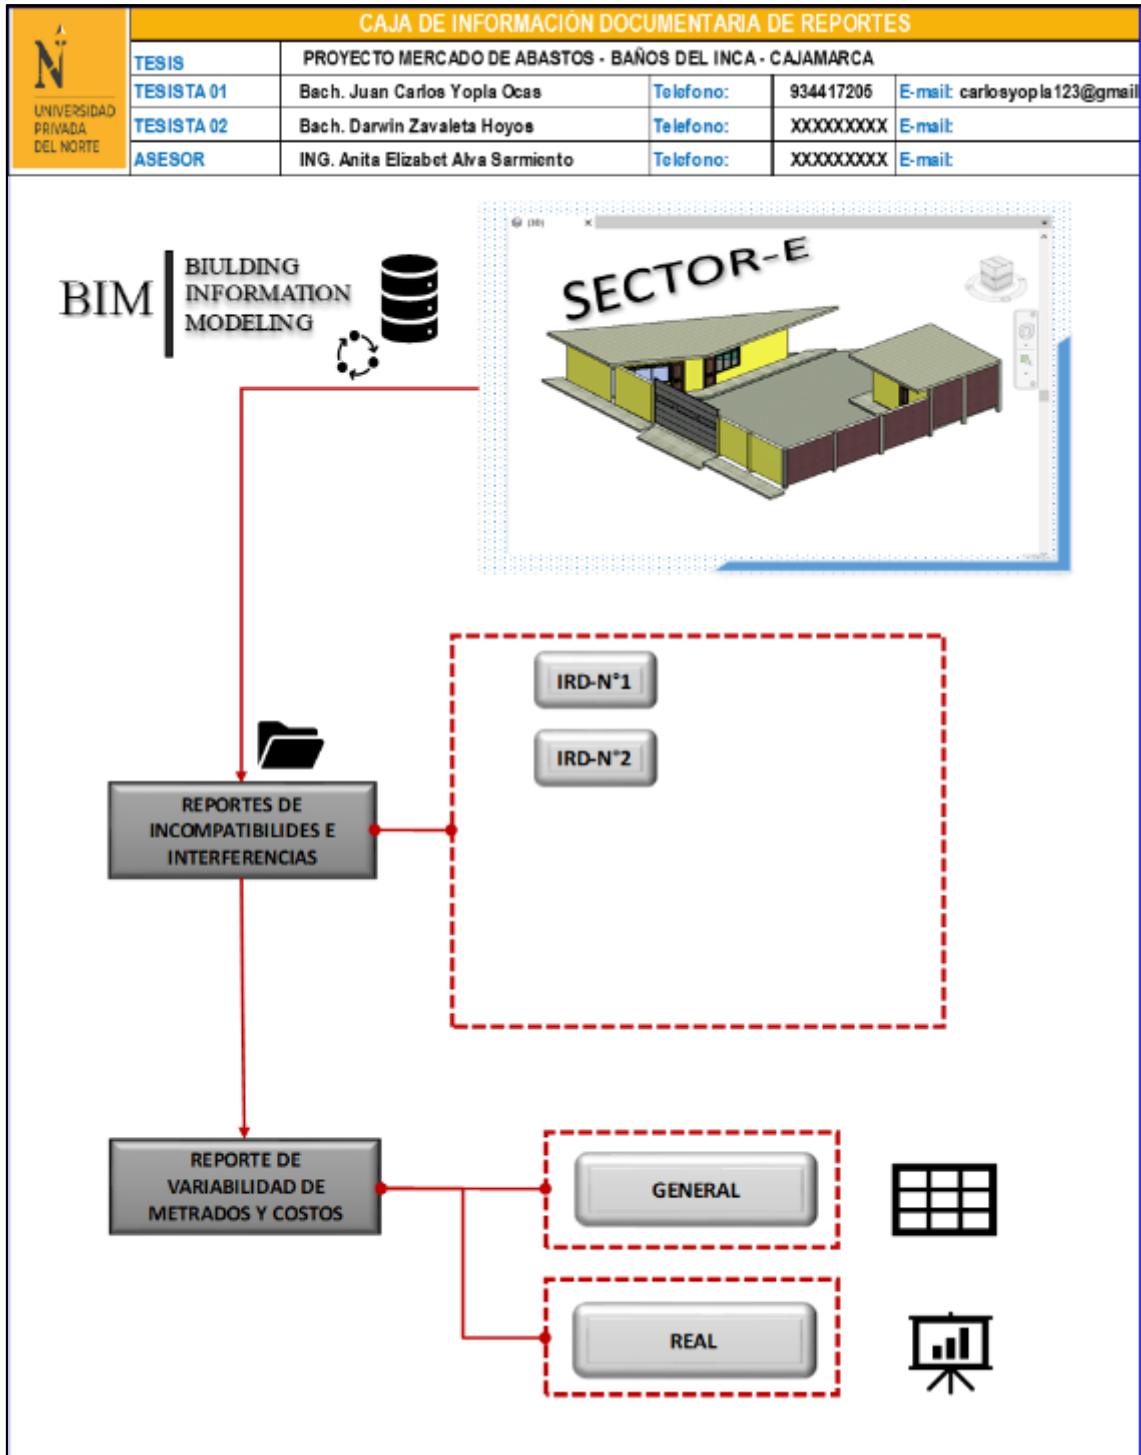 CAJA DE INFORMACIÓN DOCUMENTARIA DE REPORTES
N
UNIVERSIDAD
PRIVADA
DEL NORTE
TESIS PROYECTO MERCADO DE ABASTOS - BAÑOS DEL INCA - CAJAMARCA
TESISTA 01 Bach. Juan Carlos Yopla Ocas Telefono: 934417205 E-mail: carlosyopla123@gmail
TESISTA 02 Bach. Darwin Zavaleta Hoyos Telefono: XXXXXXXXX E-mail:
ASESOR ING. Anita Elizabet Alva Sarmiento Telefono: XXXXXXXXX E-mail:
BIM
BIULDING
INFORMATION
MODELING
{3D}
SECTOR-E
IRD-N°1
IRD-N°2
REPORTES DE
INCOMPATIBILIDES E
INTERFERENCIAS
REPORTE DE
VARIABILIDAD DE
METRADOS Y COSTOS
GENERAL
REAL